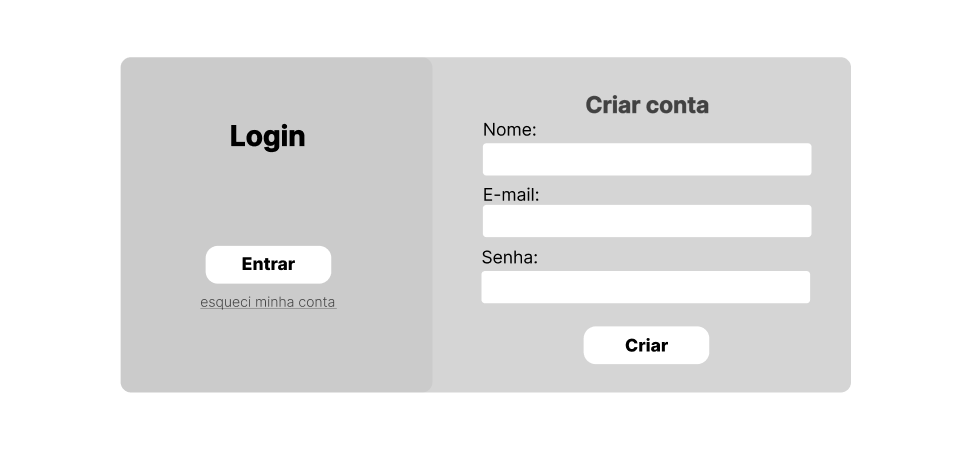 Login
Entrar
esqueci minha conta
Criar conta
Nome:
E-mail:
Senha:
Criar